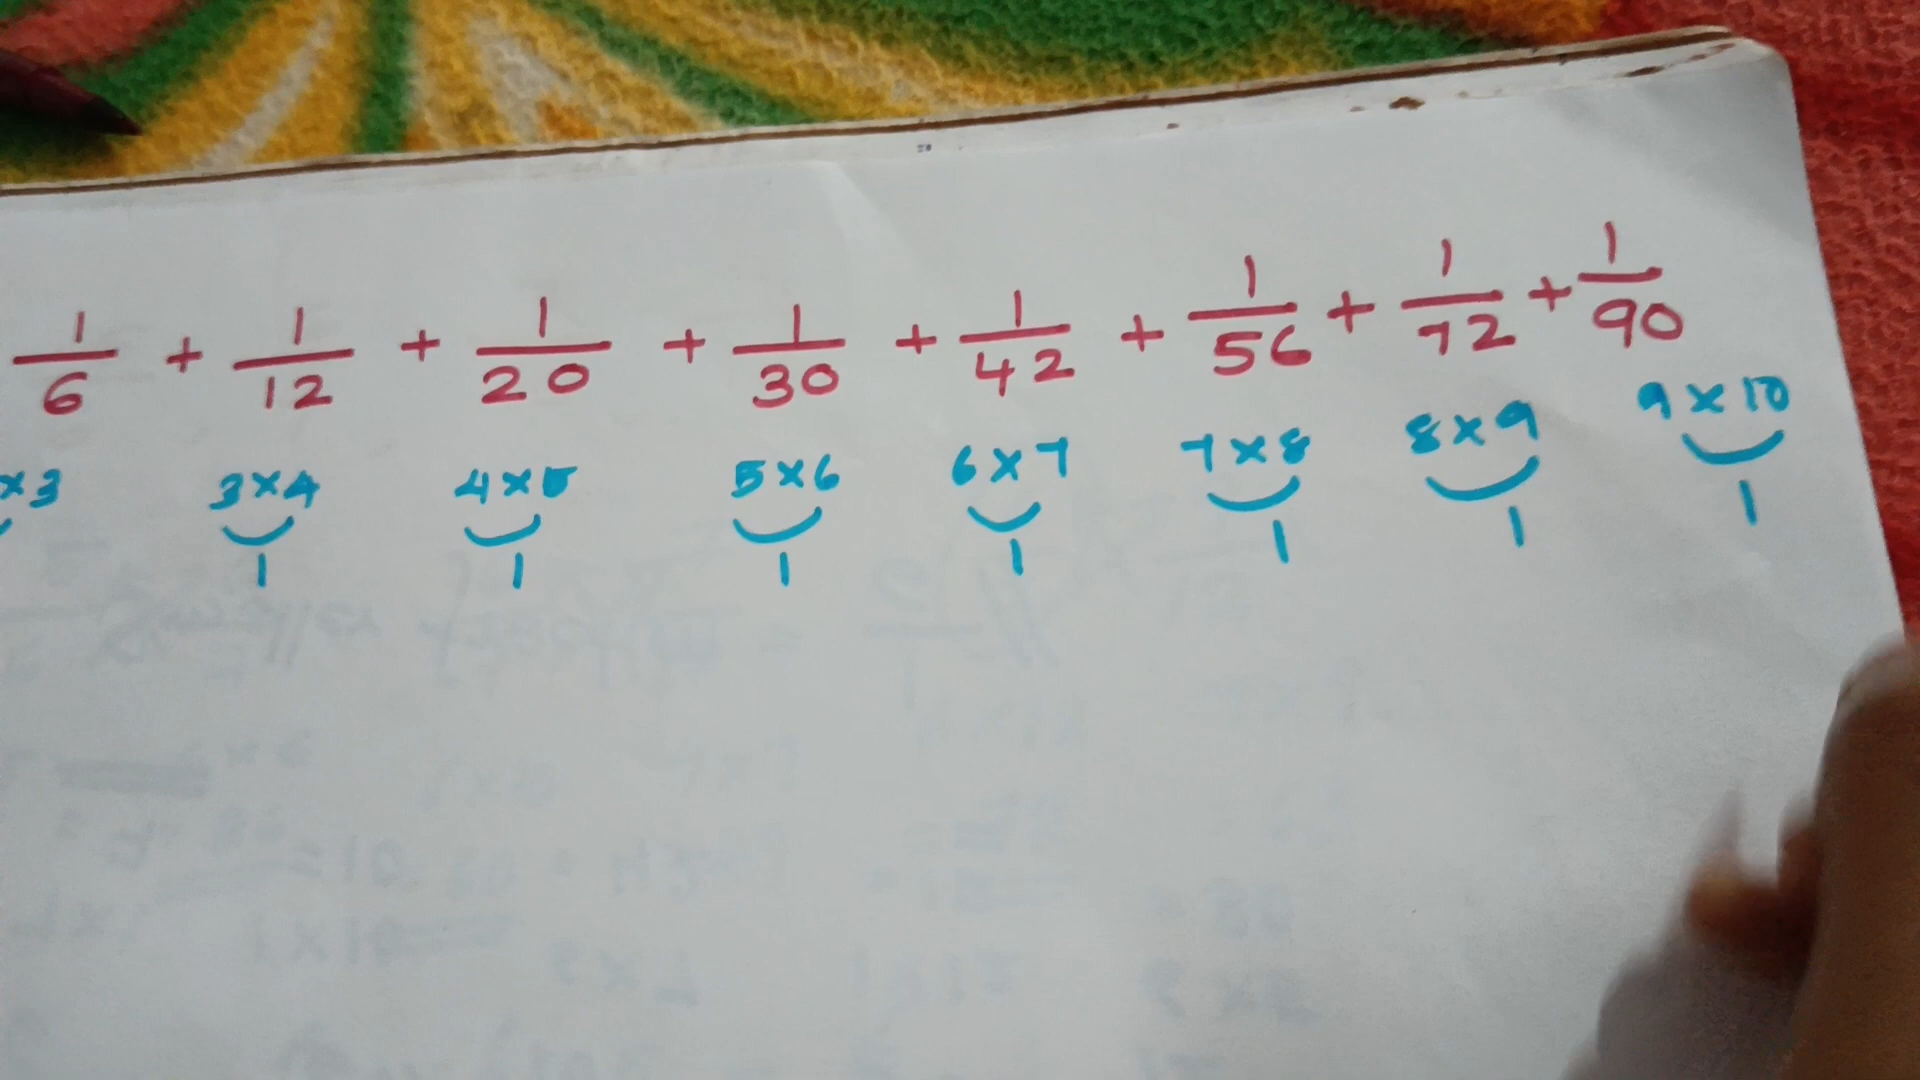 1/6 + 1/12 + 1/20 + 1/30 + 1/42 + 1/56 + 1/72 + 1/90
×3 3×4 4×5 5×6 6×7 7×8 8×9 9×10
1 1 1 1 1 1 1